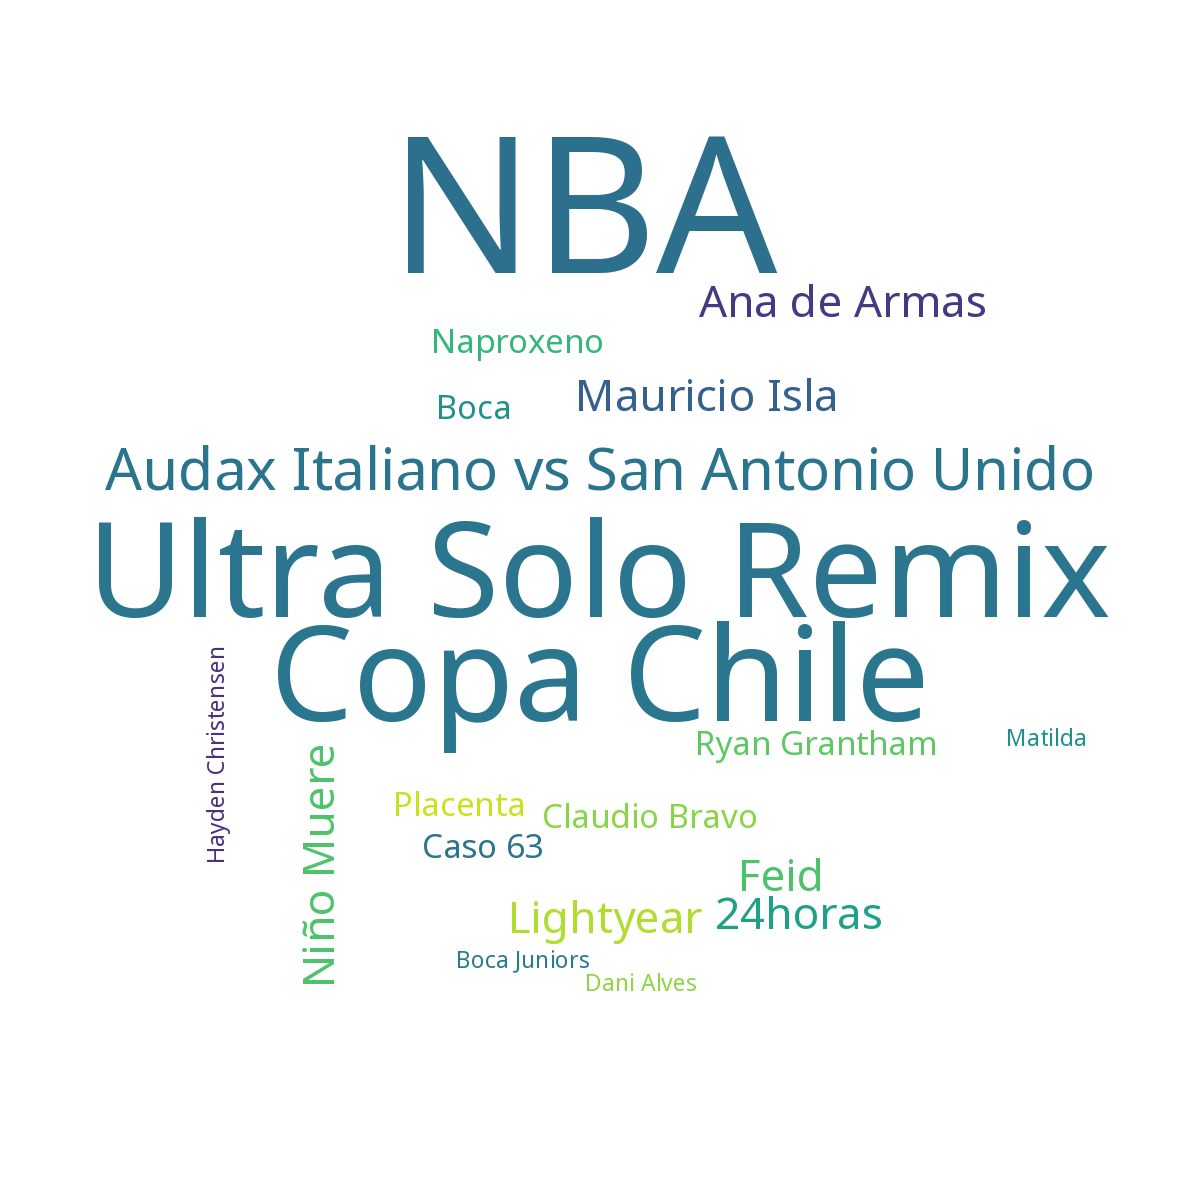 NBA
Ana de Armas
Naproxeno
Mauricio Isla
Boca
Audax Italiano vs San Antonio Unido
Ultra Solo Remix
Copa Chile
Hayden Christensen
Ryan Grantham
Matilda
Niño Muere
Placenta
Claudio Bravo
Caso 63
Feid
Lightyear
24horas
Boca Juniors
Dani Alves